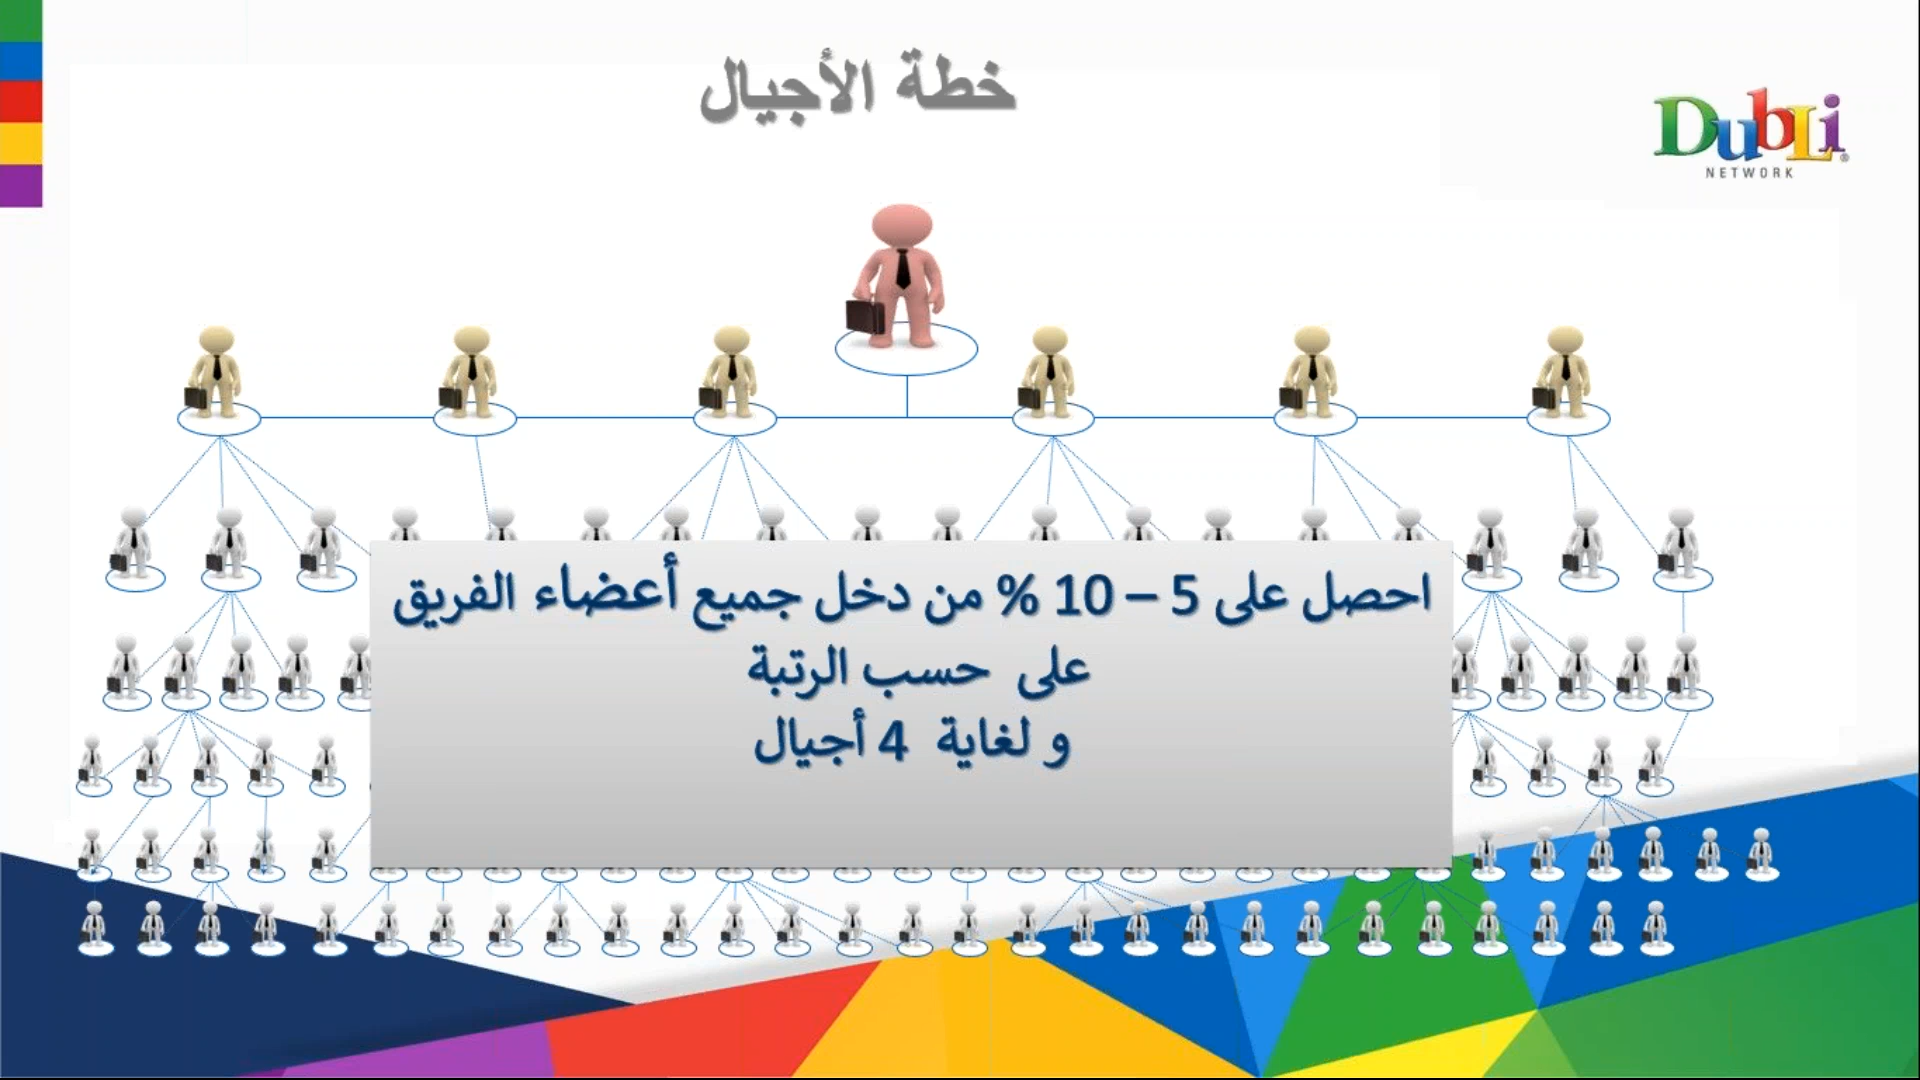 خطة الأجيال
DubLi®
NETWORK
احصل على 5 – 10 % من دخل جميع أعضاء الفريق
على حسب الرتبة
و لغاية 4 أجيال